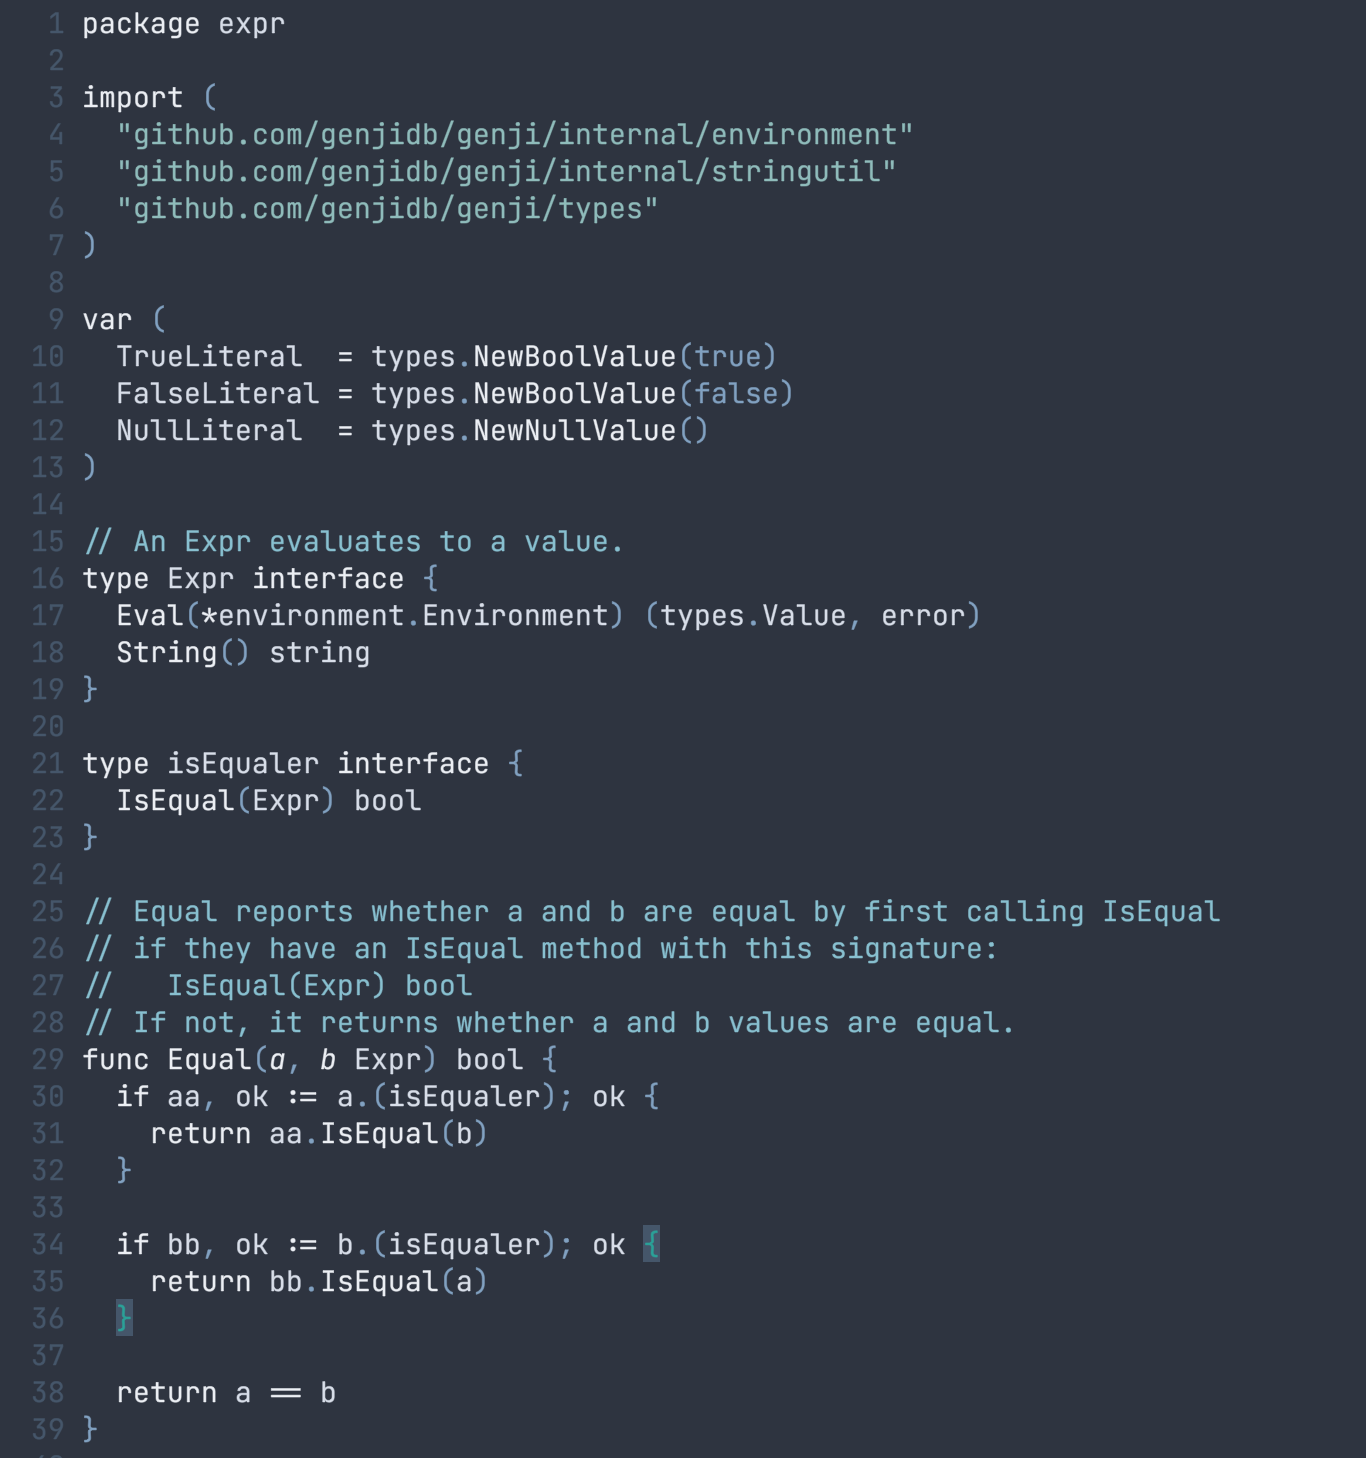 1 package expr
2
3 import (
4   "github.com/genjidb/genji/internal/environment"
5   "github.com/genjidb/genji/internal/stringutil"
6   "github.com/genjidb/genji/types"
7 )
8
9 var (
10   TrueLiteral  = types.NewBoolValue(true)
11   FalseLiteral = types.NewBoolValue(false)
12   NullLiteral  = types.NewNullValue()
13 )
14
15 // An Expr evaluates to a value.
16 type Expr interface {
17   Eval(*environment.Environment) (types.Value, error)
18   String() string
19 }
20
21 type isEqualer interface {
22   IsEqual(Expr) bool
23 }
24
25 // Equal reports whether a and b are equal by first calling IsEqual
26 // if they have an IsEqual method with this signature:
27 //   IsEqual(Expr) bool
28 // If not, it returns whether a and b values are equal.
29 func Equal(a, b Expr) bool {
30   if aa, ok := a.(isEqualer); ok {
31     return aa.IsEqual(b)
32   }
33
34   if bb, ok := b.(isEqualer); ok {
35     return bb.IsEqual(a)
36   }
37
38   return a == b
39 }